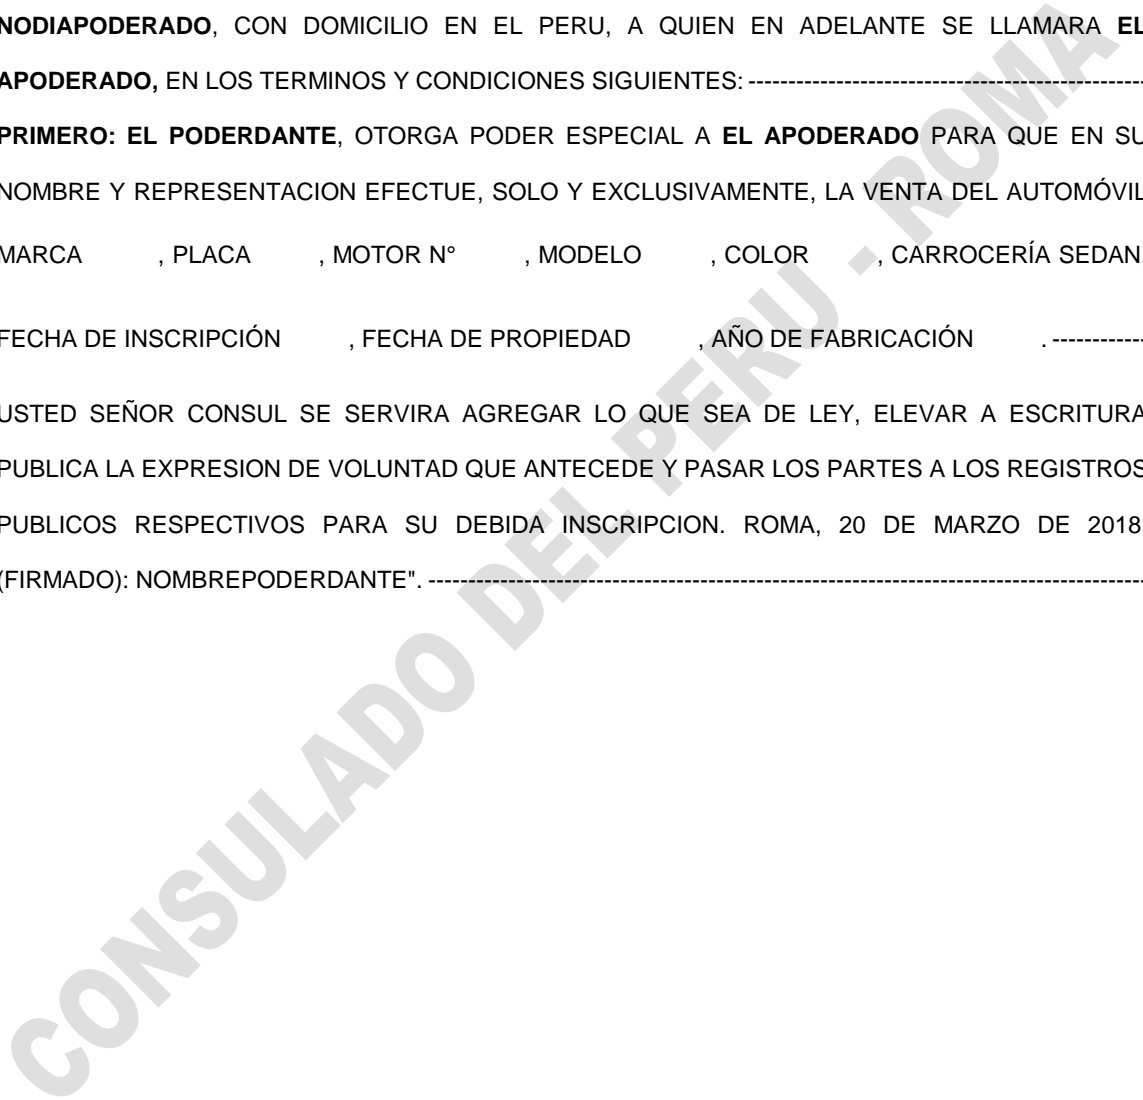 NODIAPODERADO, CON DOMICILIO EN EL PERU, A QUIEN EN ADELANTE SE LLAMARA EL
APODERADO, EN LOS TERMINOS Y CONDICIONES SIGUIENTES: ------------------------------------------------
PRIMERO: EL PODERDANTE, OTORGA PODER ESPECIAL A EL APODERADO PARA QUE EN SU
NOMBRE Y REPRESENTACION EFECTUE, SOLO Y EXCLUSIVAMENTE, LA VENTA DEL AUTOMÓVIL
MARCA , PLACA , MOTOR N° , MODELO , COLOR , CARROCERÍA SEDAN,
FECHA DE INSCRIPCIÓN , FECHA DE PROPIEDAD , AÑO DE FABRICACIÓN . ------------
USTED SEÑOR CONSUL SE SERVIRA AGREGAR LO QUE SEA DE LEY, ELEVAR A ESCRITURA
PUBLICA LA EXPRESION DE VOLUNTAD QUE ANTECEDE Y PASAR LOS PARTES A LOS REGISTROS
PUBLICOS RESPECTIVOS PARA SU DEBIDA INSCRIPCION. ROMA, 20 DE MARZO DE 2018
(FIRMADO): NOMBREPODERDANTE". ------------------------------------------------------------------------------------
CONSULADO DEL PERU - ROMA